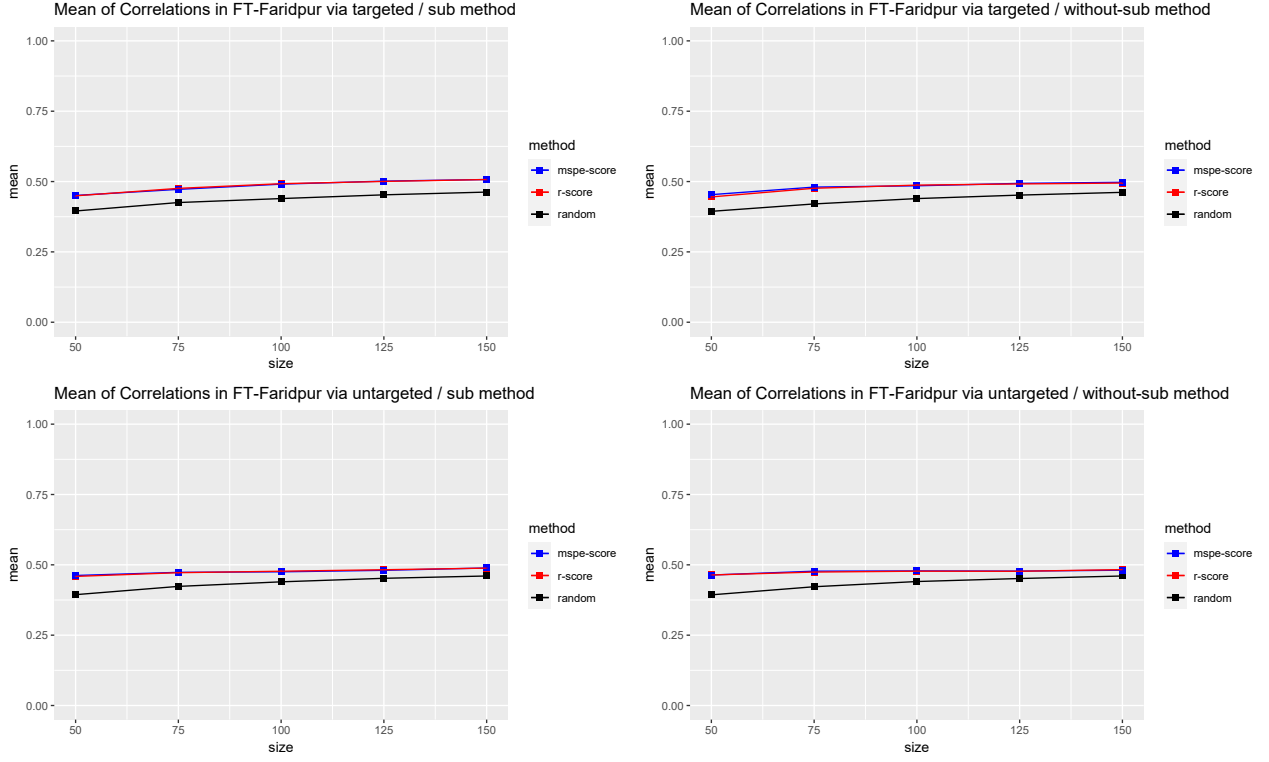 Mean of Correlations in FT-Faridpur via targeted / sub method
1.00
0.75
0.50
0.25
0.00
mean
50 75 100 125 150
size
method
mspe-score
r-score
random
Mean of Correlations in FT-Faridpur via targeted / without-sub method
1.00
0.75
0.50
0.25
0.00
mean
50 75 100 125 150
size
method
mspe-score
r-score
random
Mean of Correlations in FT-Faridpur via untargeted / sub method
1.00
0.75
0.50
0.25
0.00
mean
50 75 100 125 150
size
method
mspe-score
r-score
random
Mean of Correlations in FT-Faridpur via untargeted / without-sub method
1.00
0.75
0.50
0.25
0.00
mean
50 75 100 125 150
size
method
mspe-score
r-score
random